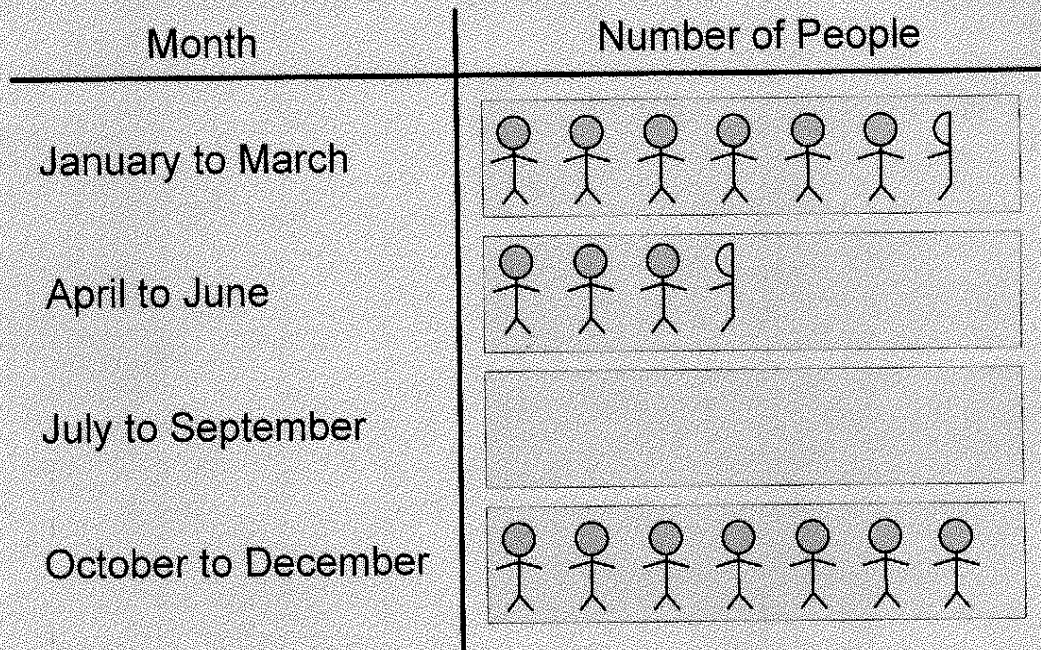 Month
Number of People
January to March
April to June
July to September
October to December